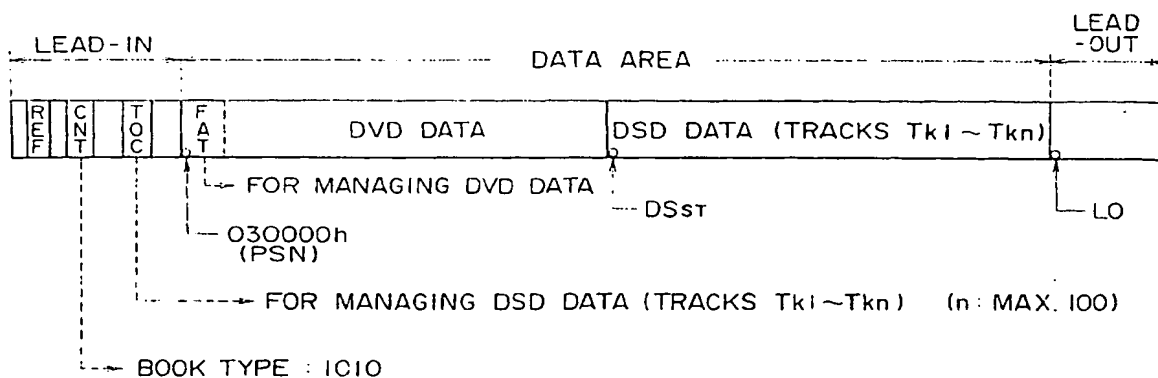 LEAD-IN
DATA AREA
LEAD
-OUT
REF
CNT
TOC
FAT
DVD DATA
DSD DATA (TRACKS Tk1~Tkn)
FOR MANAGING DVD DATA
DSST
LO
030000h
(PSN)
FOR MANAGING DSD DATA (TRACKS Tk1~Tkn) (n: MAX. 100)
BOOK TYPE : 1010